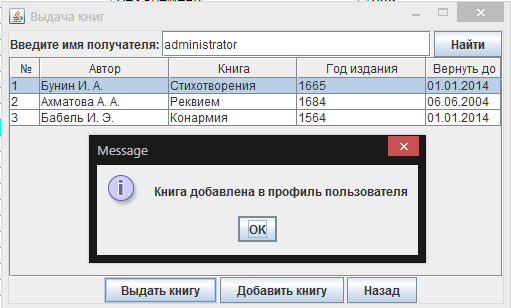 Выдача книг
Введите имя получателя: administrator Найти
№ Автор Книга Год издания Вернуть до
1 Бунин И. А. Стихотворения 1665 01.01.2014
2 Ахматова А. А. Реквием 1684 06.06.2004
3 Бабель И. Э. Конармия 1564 01.01.2014
Message
Книга добавлена в профиль пользователя
OK
Выдать книгу Добавить книгу Назад